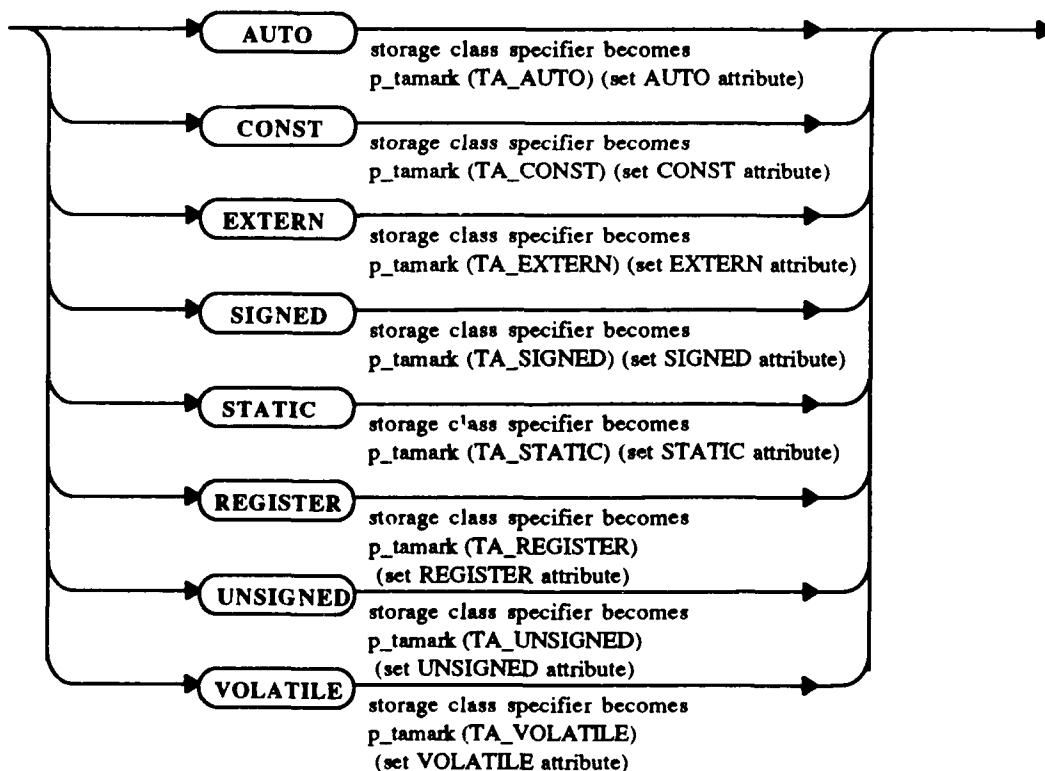 AUTO
storage class specifier becomes
p_tamark (TA_AUTO) (set AUTO attribute)
CONST
storage class specifier becomes
p_tamark (TA_CONST) (set CONST attribute)
EXTERN
storage class specifier becomes
p_tamark (TA_EXTERN) (set EXTERN attribute)
SIGNED
storage class specifier becomes
p_tamark (TA_SIGNED) (set SIGNED attribute)
STATIC
storage c'ass specifier becomes
p_tamark (TA_STATIC) (set STATIC attribute)
REGISTER
storage class specifier becomes
p_tamark (TA_REGISTER)
(set REGISTER attribute)
UNSIGNED
storage class specifier becomes
p_tamark (TA_UNSIGNED)
(set UNSIGNED attribute)
VOLATILE
storage class specifier becomes
p_tamark (TA_VOLATILE)
(set VOLATILE attribute)